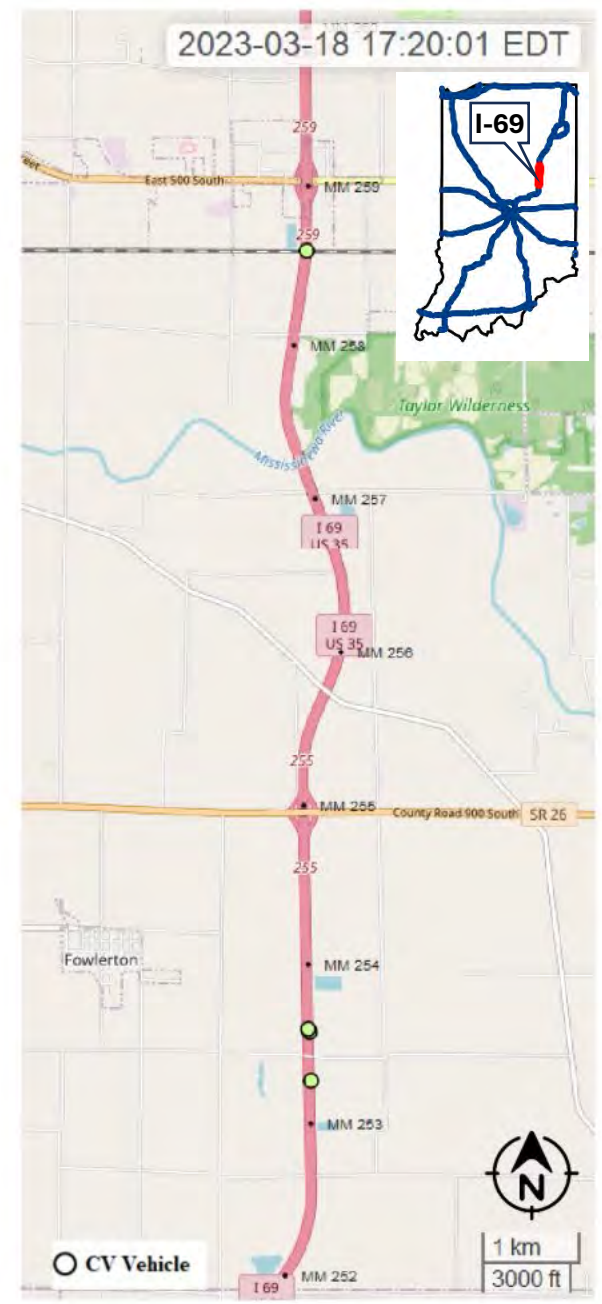 2023-03-18 17:20:01 EDT
I-69
259
East 500 South
MM 259
259
MM 258
Taylor Wilderness
Mississinewa River
MM 257
I 69
US 35
I 69
US 35
MM 256
255
MM 255
County Road 900 South
SR 26
255
Fowlerton
MM 254
MM 253
N
CV Vehicle
1 km
3000 ft
MM 252
I 69